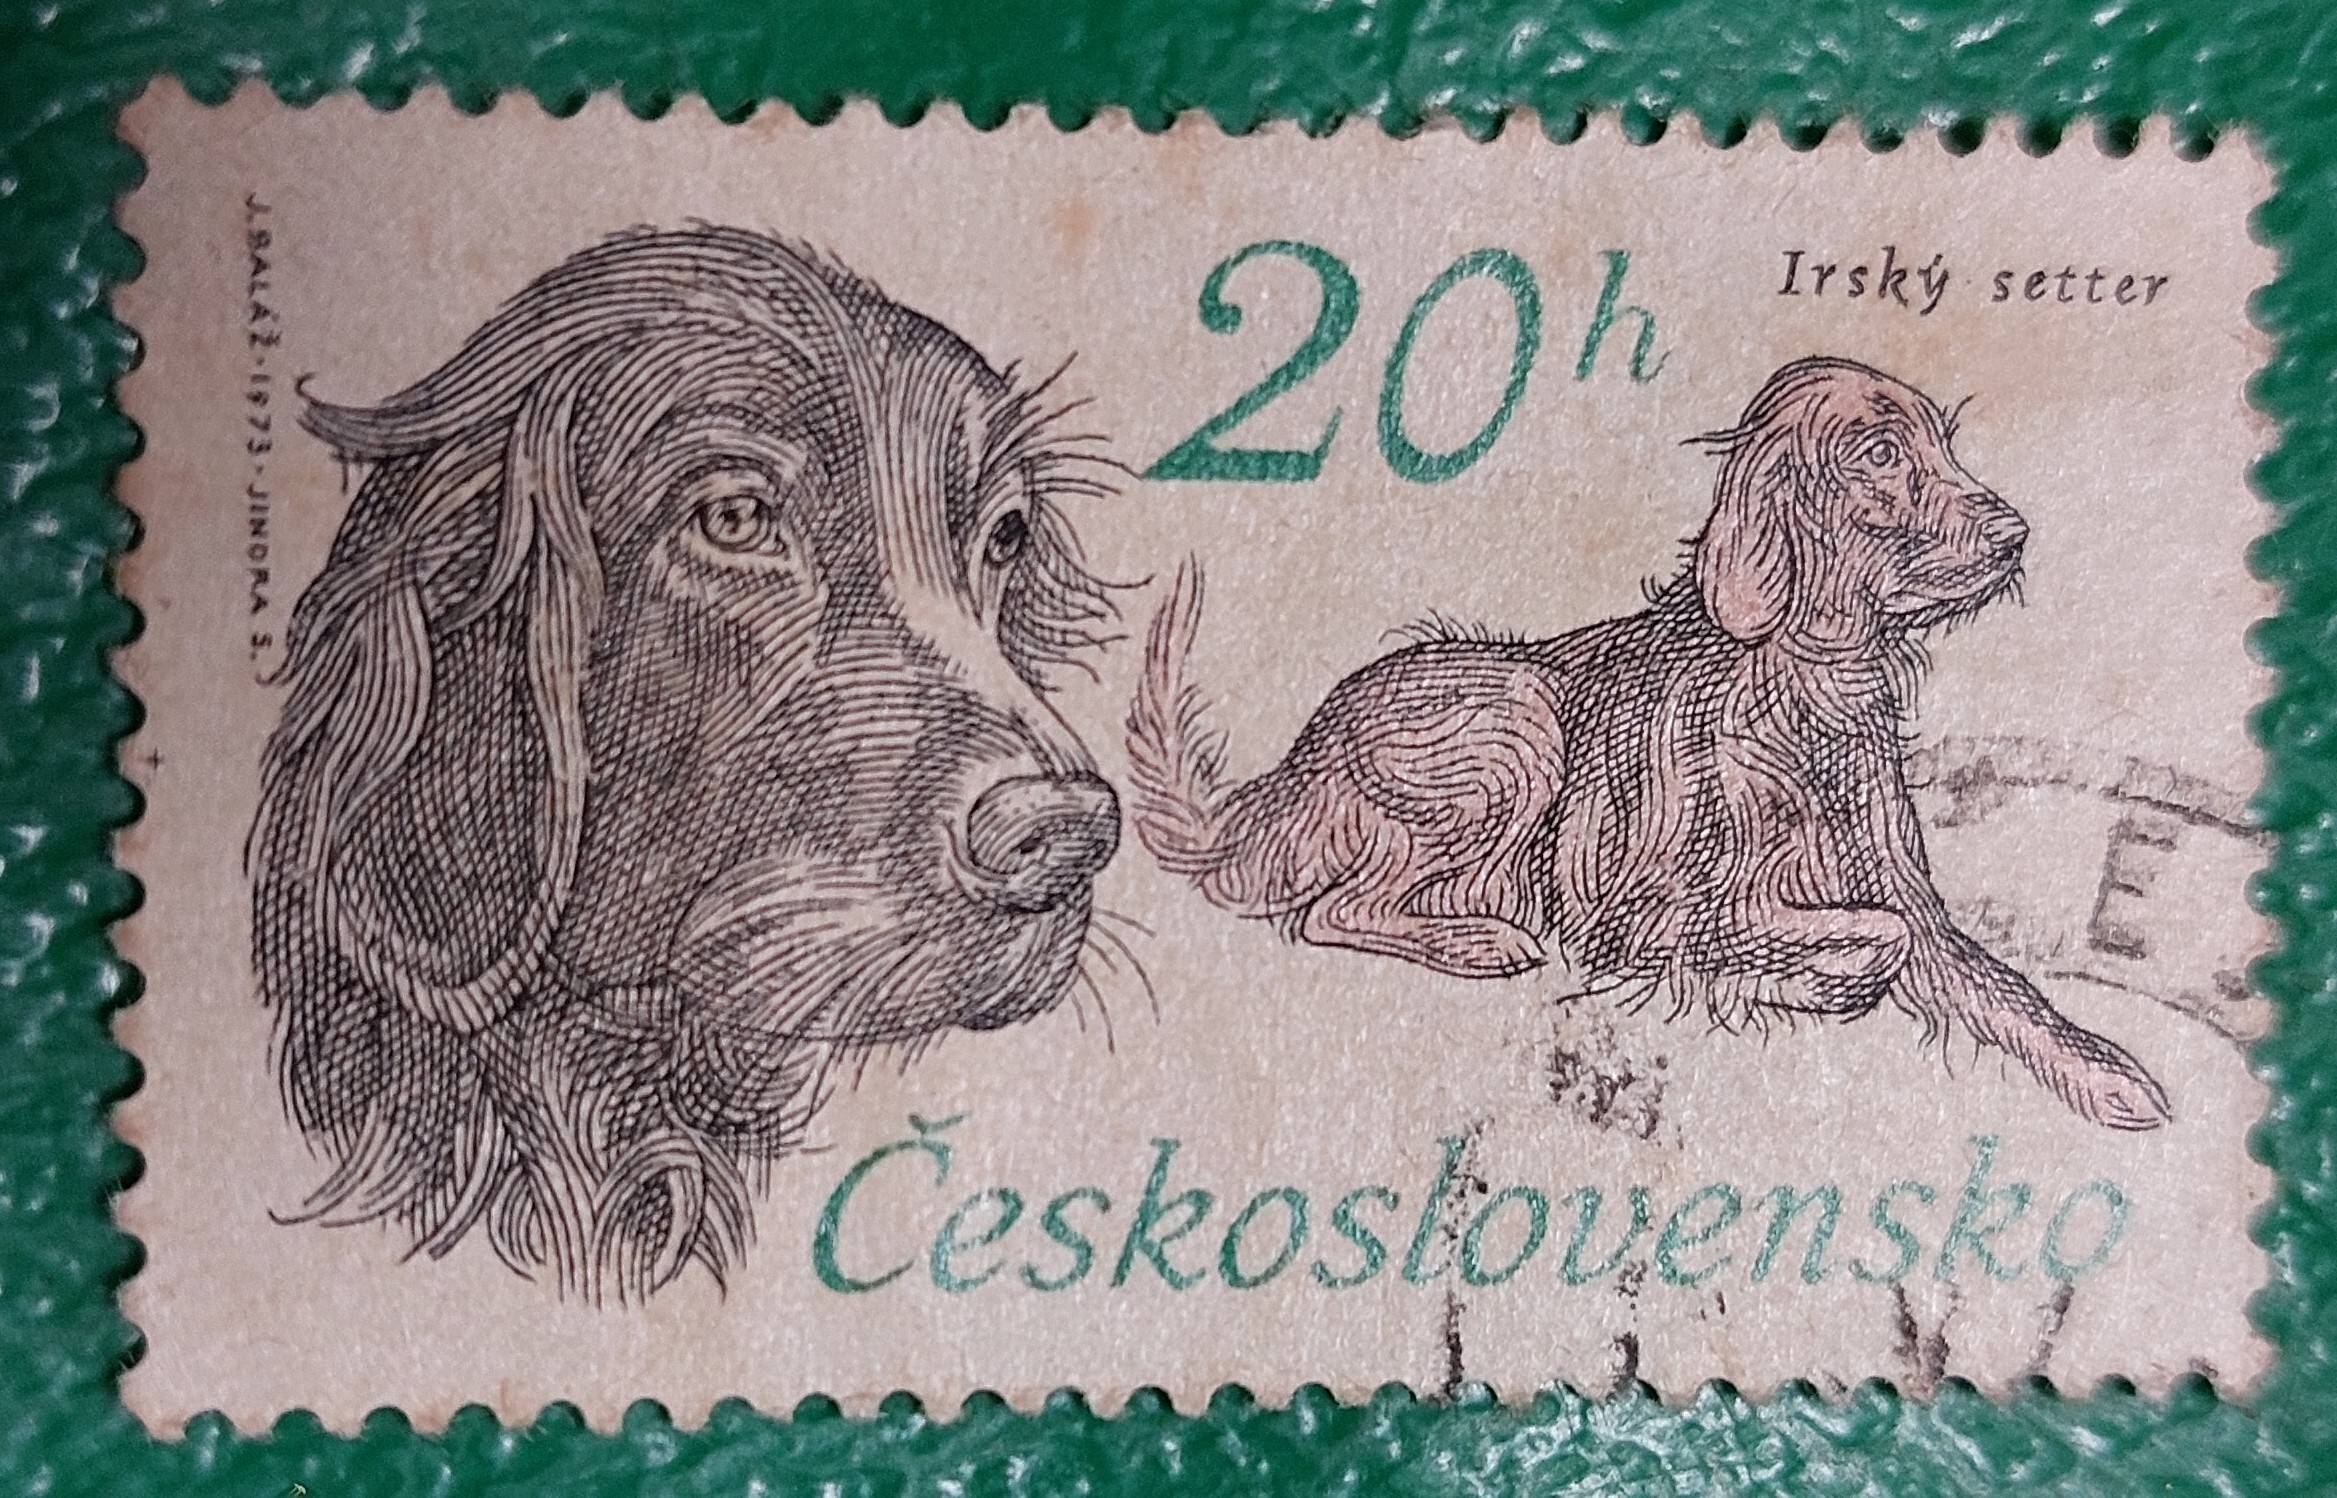 J. BALÁŽ · 1973 · JINDRA S.
20h
Irský setter
E
Československo